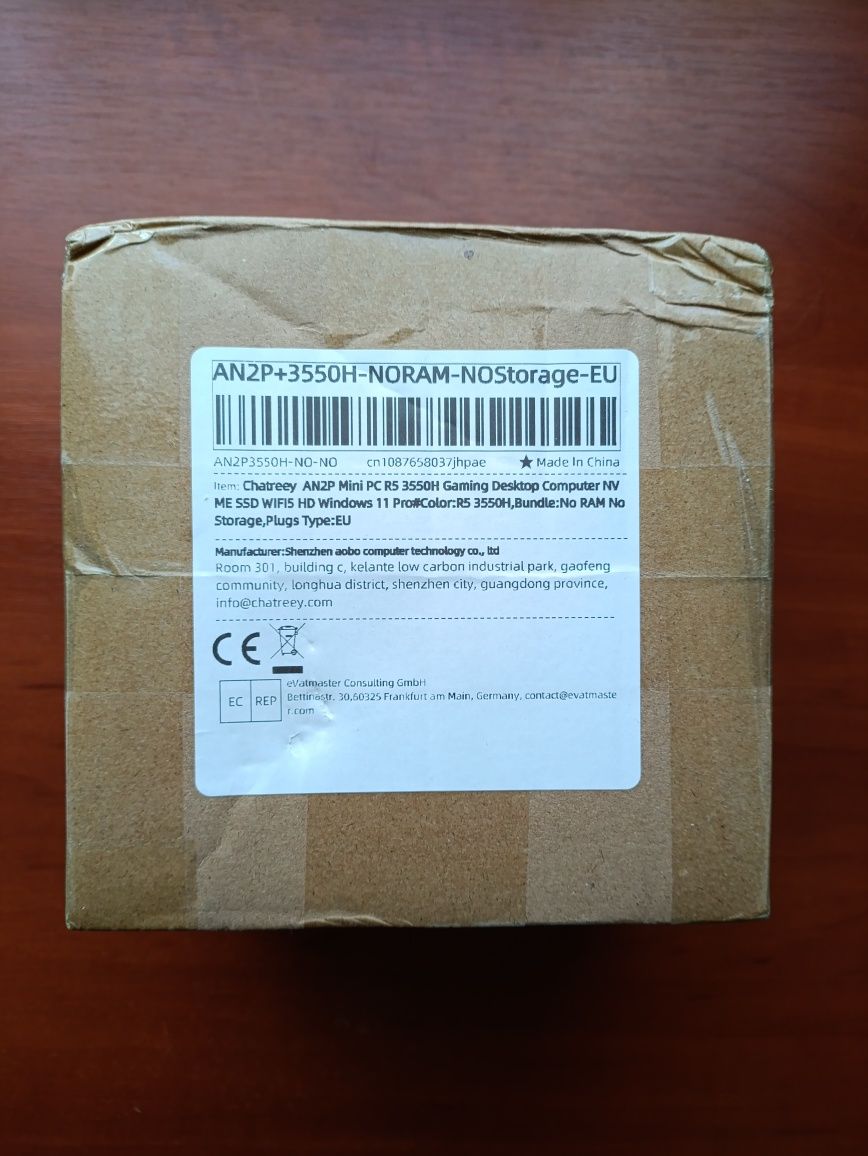 AN2P+3550H-NORAM-NOStorage-EU
AN2P3550H-NO-NO cn1087658037jhpae ★ Made In China
Item: Chatreey AN2P Mini PC R5 3550H Gaming Desktop Computer NV
ME SSD WIFI5 HD Windows 11 Pro#Color:R5 3550H,Bundle:No RAM No
Storage,Plugs Type:EU
Manufacturer:Shenzhen aobo computer technology co., ltd
Room 301, building c, kelante low carbon industrial park, gaofeng
community, longhua district, shenzhen city, guangdong province,
info@chatreey.com
CE
EC REP
eVatmaster Consulting GmbH
Bettinastr. 30,60325 Frankfurt am Main, Germany, contact@evatmaste
r.com